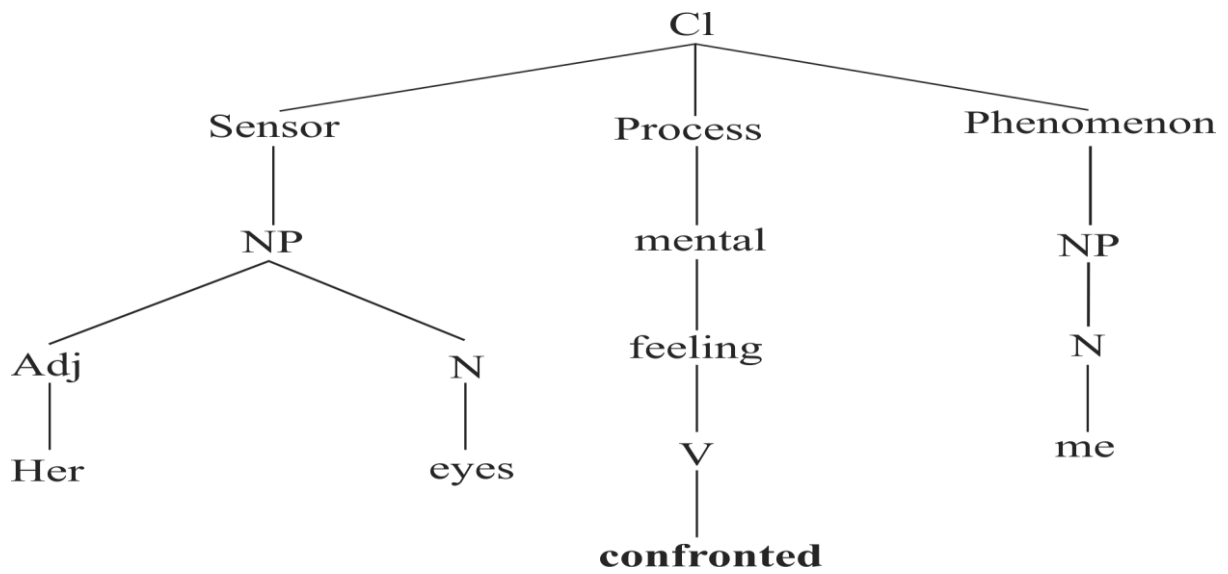 Cl
Sensor Process Phenomenon
NP mental NP
Adj N feeling N
Her eyes V me
confronted